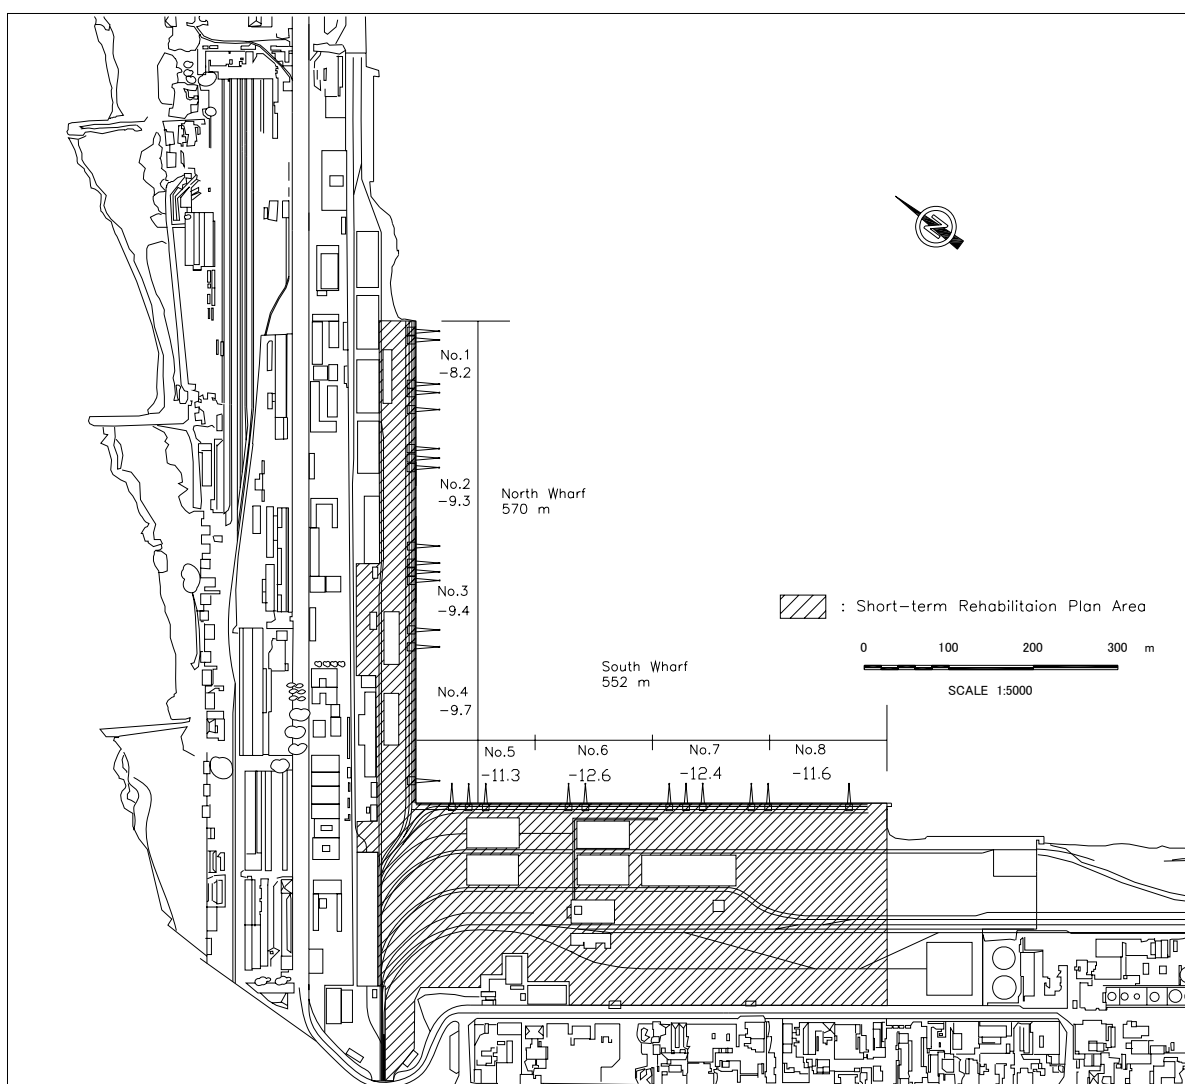 N
No.1
-8.2
No.2
-9.3
North Wharf
570 m
No.3
-9.4
: Short-term Rehabilitaion Plan Area
0 100 200 300 m
SCALE 1:5000
South Wharf
552 m
No.4
-9.7
No.5 No.6 No.7 No.8
-11.3 -12.6 -12.4 -11.6